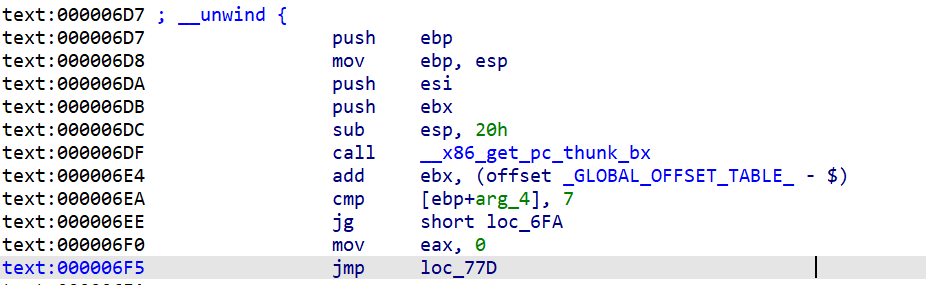 text:000006D7 ; __unwind {
text:000006D7 push ebp
text:000006D8 mov ebp, esp
text:000006DA push esi
text:000006DB push ebx
text:000006DC sub esp, 20h
text:000006DF call __x86_get_pc_thunk_bx
text:000006E4 add ebx, (offset _GLOBAL_OFFSET_TABLE_ - $)
text:000006EA cmp [ebp+arg_4], 7
text:000006EE jg short loc_6FA
text:000006F0 mov eax, 0
text:000006F5 jmp loc_77D